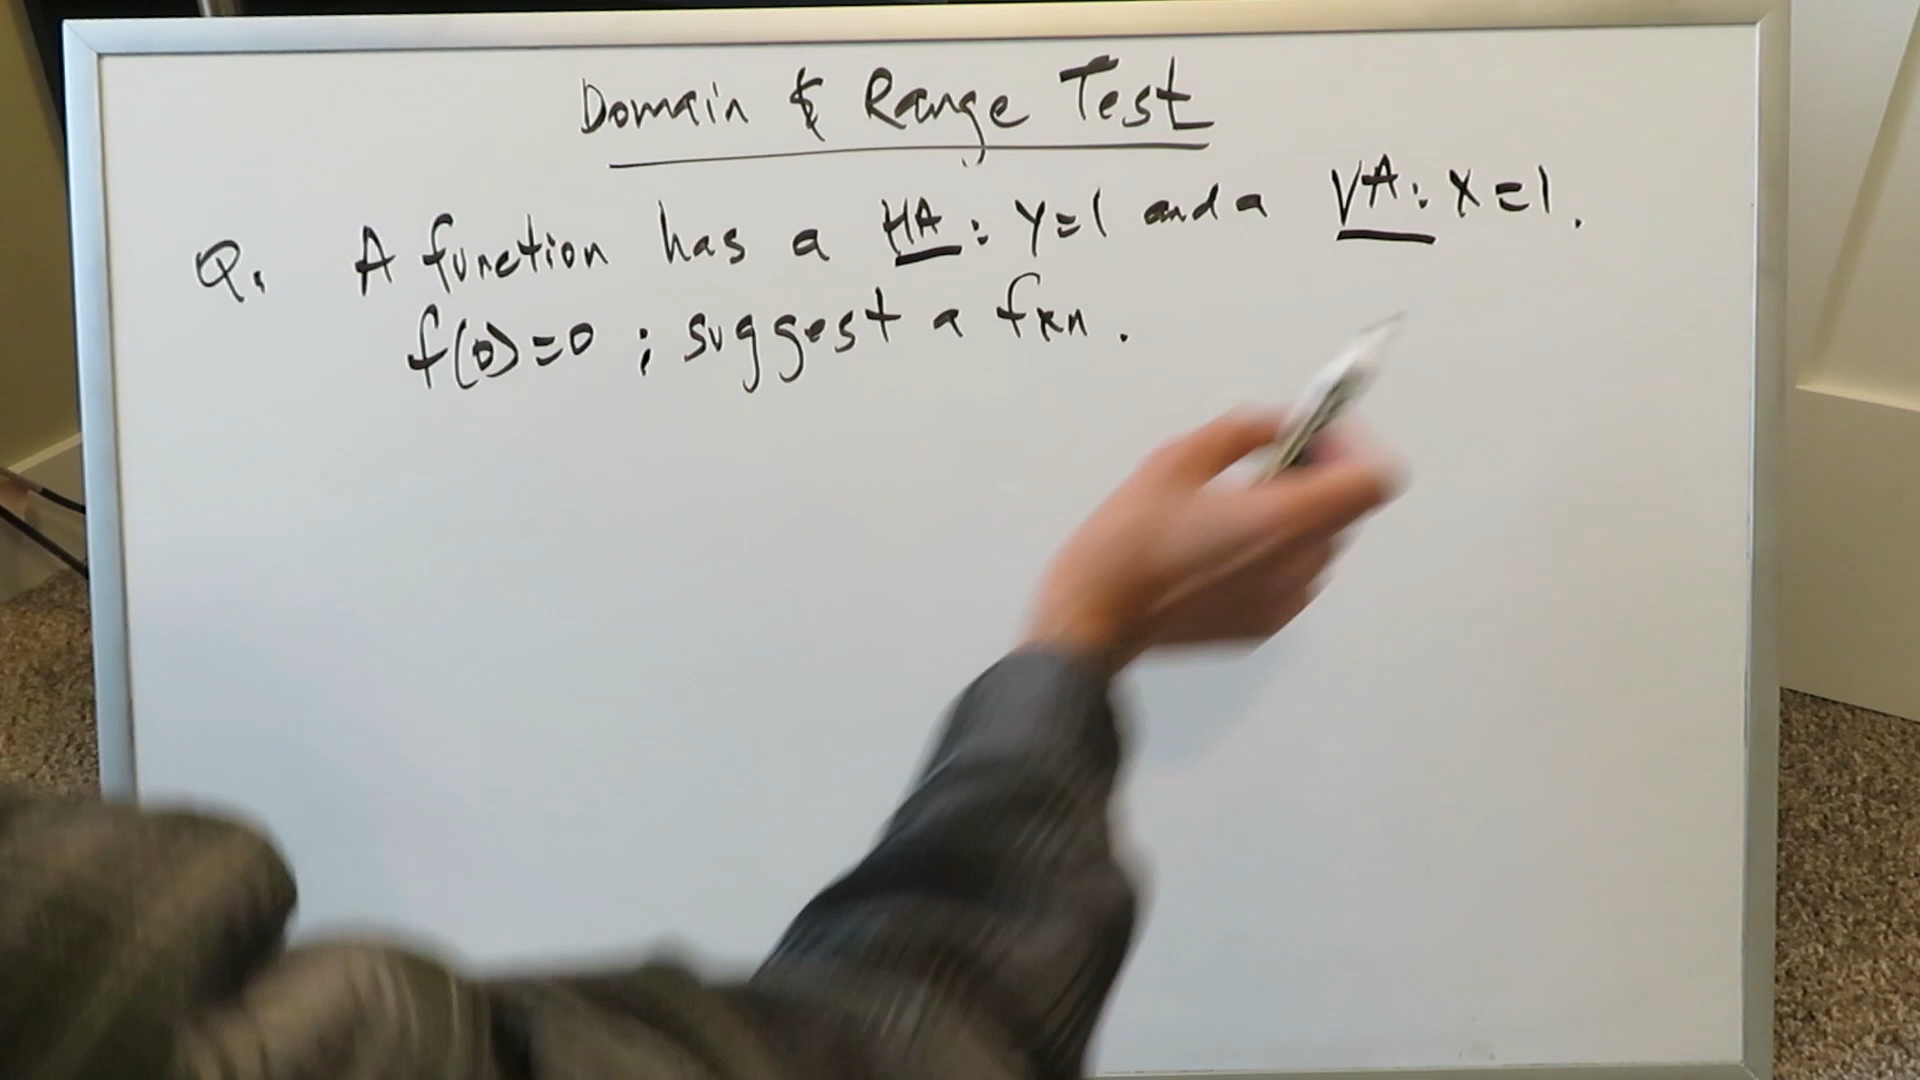 Domain & Range Test
Q. A function has a HA: y=1 and a VA: x=1.
f(0)=0 ; suggest a fxn.